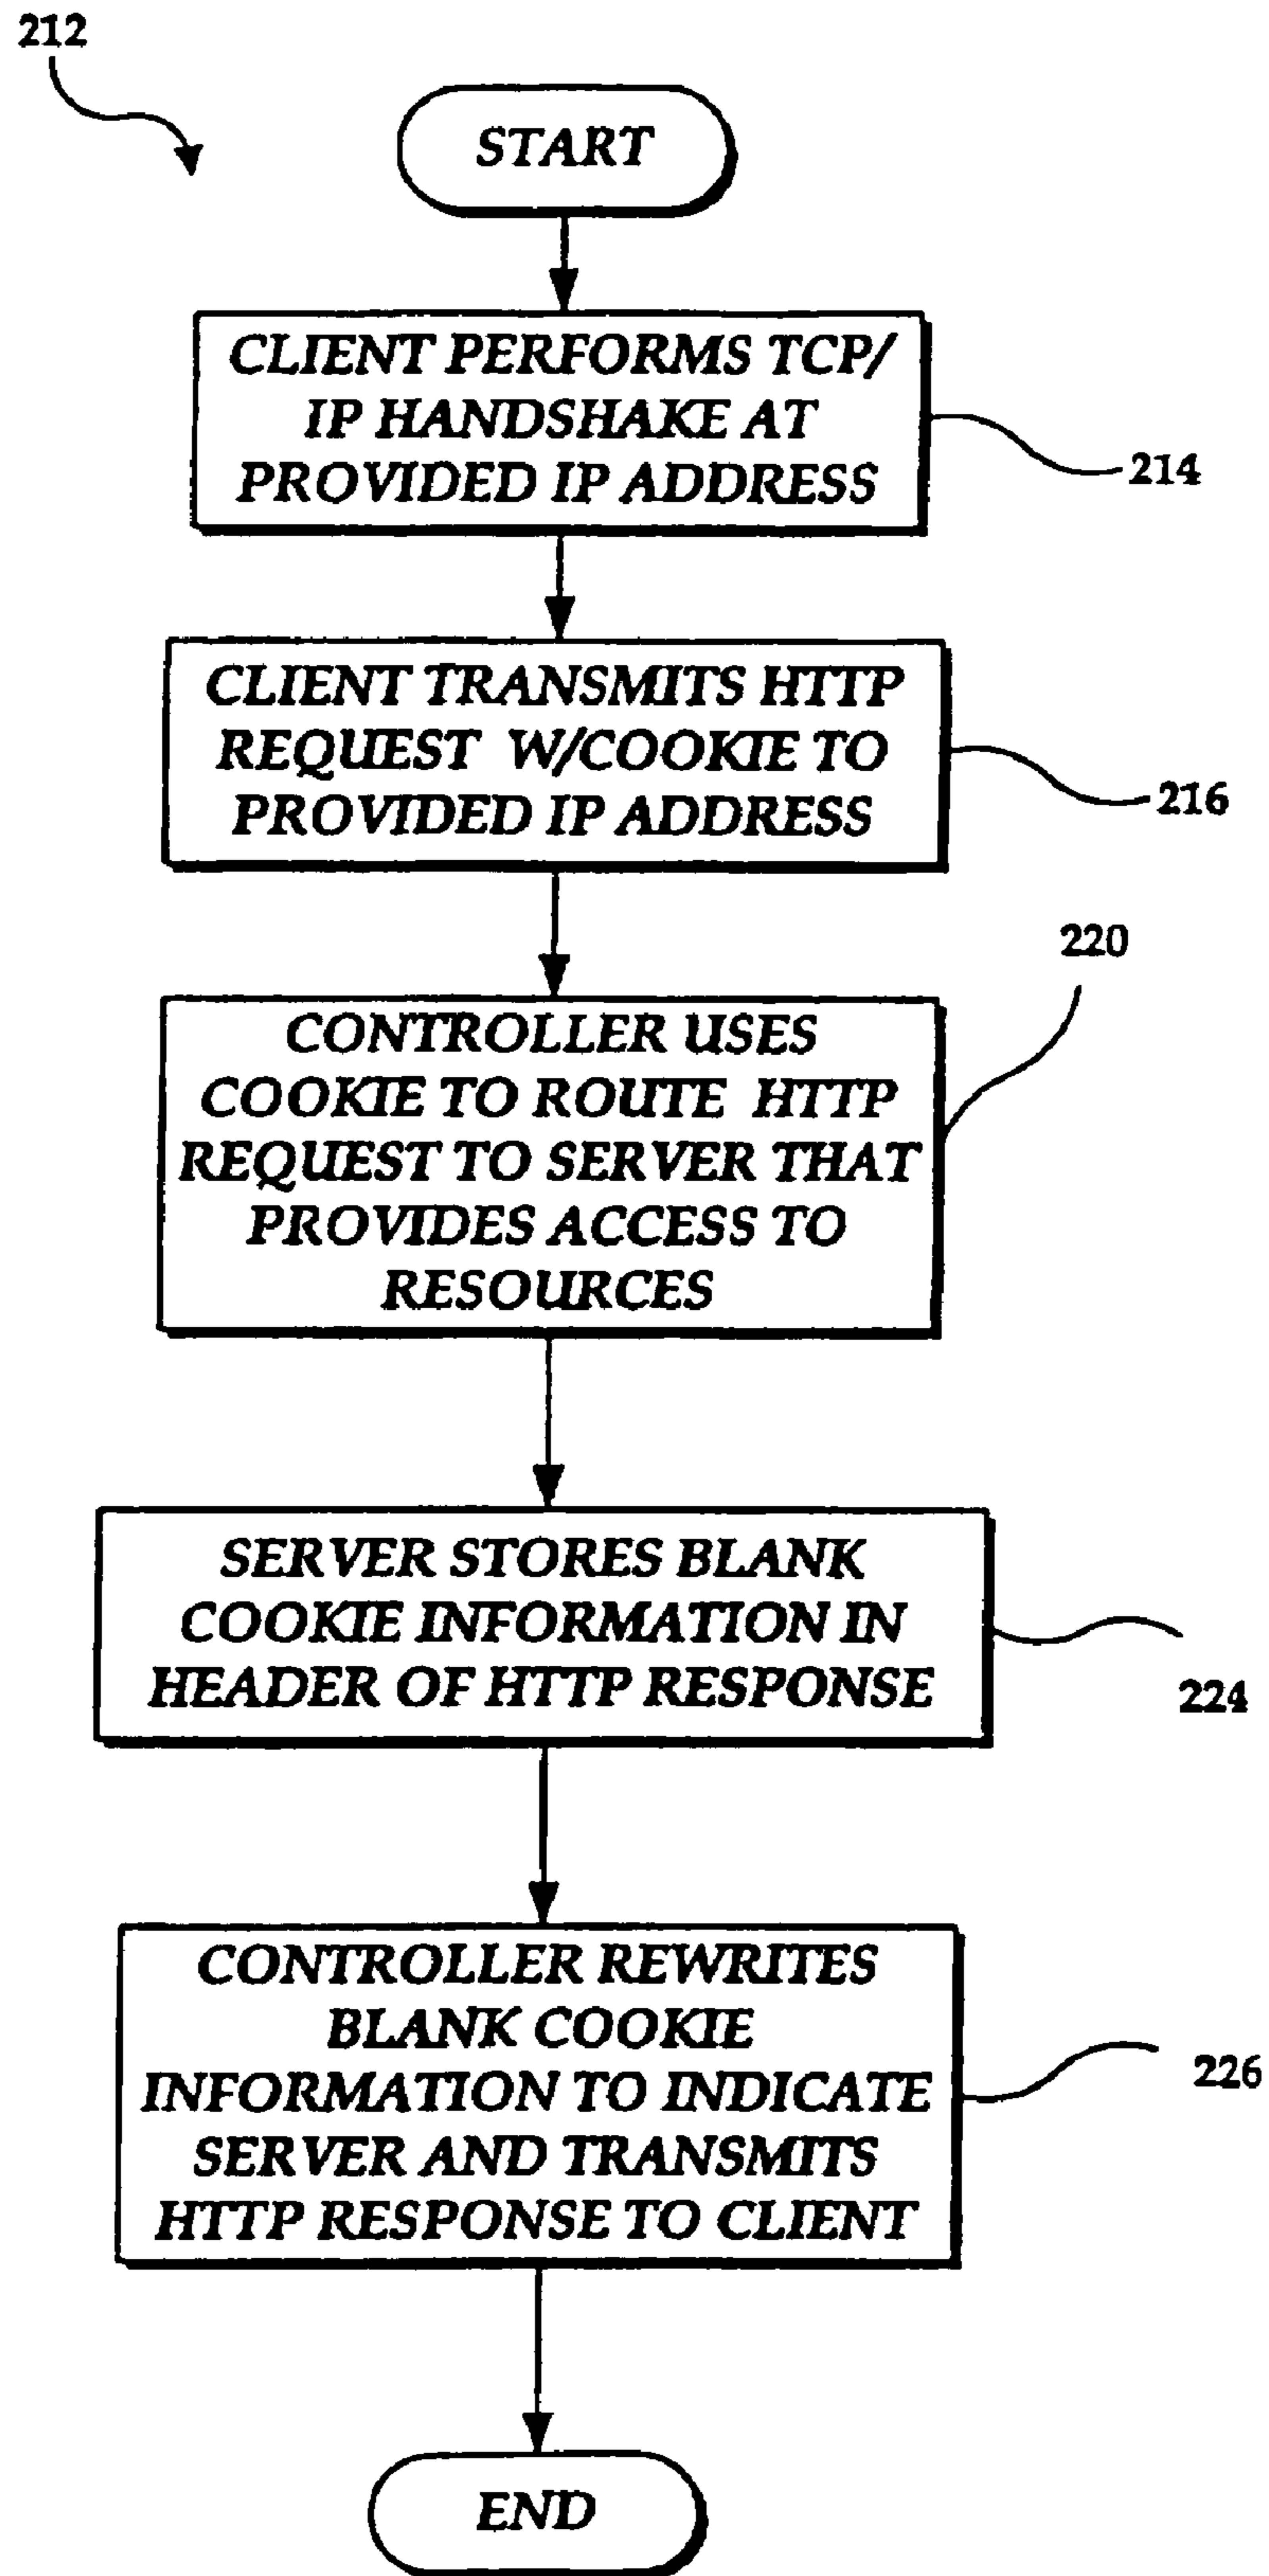 212
START
CLIENT PERFORMS TCP/
IP HANDSHAKE AT
PROVIDED IP ADDRESS
214
CLIENT TRANSMITS HTTP
REQUEST W/COOKIE TO
PROVIDED IP ADDRESS
216
220
CONTROLLER USES
COOKIE TO ROUTE HTTP
REQUEST TO SERVER THAT
PROVIDES ACCESS TO
RESOURCES
SERVER STORES BLANK
COOKIE INFORMATION IN
HEADER OF HTTP RESPONSE
224
CONTROLLER REWRITES
BLANK COOKIE
INFORMATION TO INDICATE
SERVER AND TRANSMITS
HTTP RESPONSE TO CLIENT
226
END